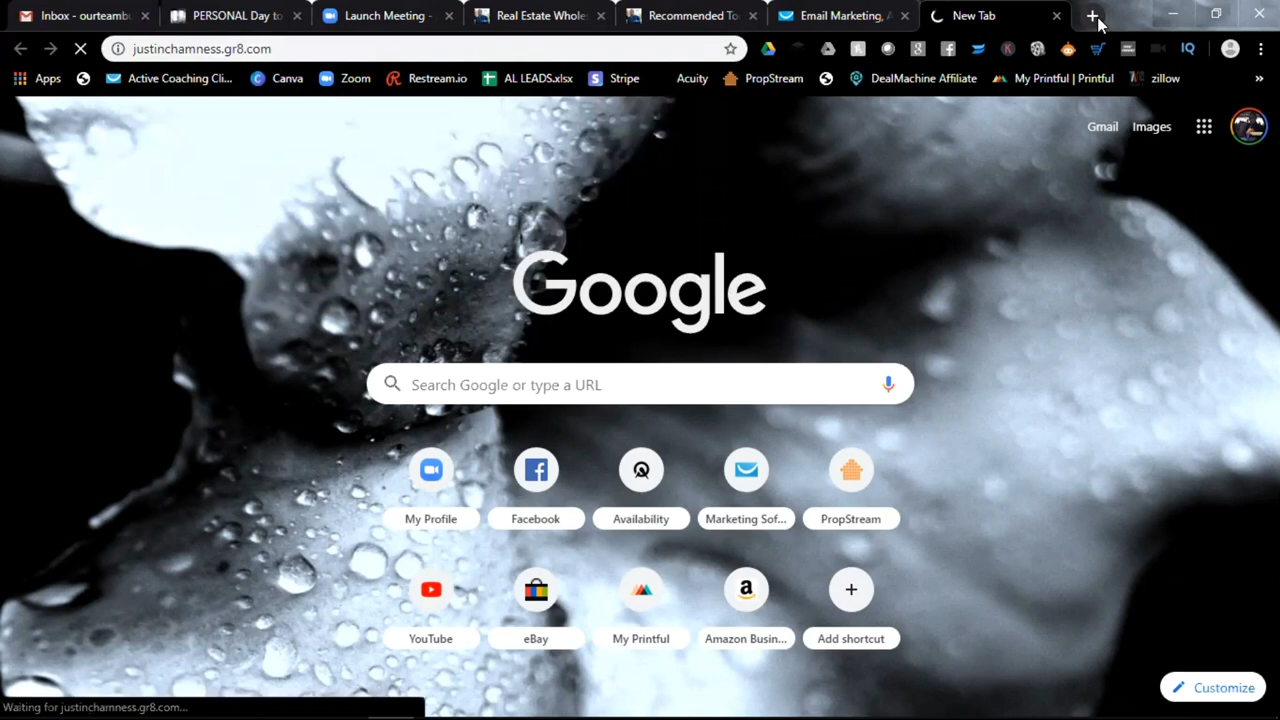 Inbox - ourteamb
PERSONAL Day to
Launch Meeting -
Real Estate Whole
Recommended To
Email Marketing, A
New Tab
justinchamness.gr8.com
Apps
Active Coaching Cli...
Canva
Zoom
Restream.io
AL LEADS.xlsx
Stripe
Acuity
PropStream
DealMachine Affiliate
My Printful | Printful
zillow
Gmail
Images
Google
Search Google or type a URL
My Profile
Facebook
Availability
Marketing Sof...
PropStream
YouTube
eBay
My Printful
Amazon Busin...
Add shortcut
Customize
Waiting for justinchamness.gr8.com...